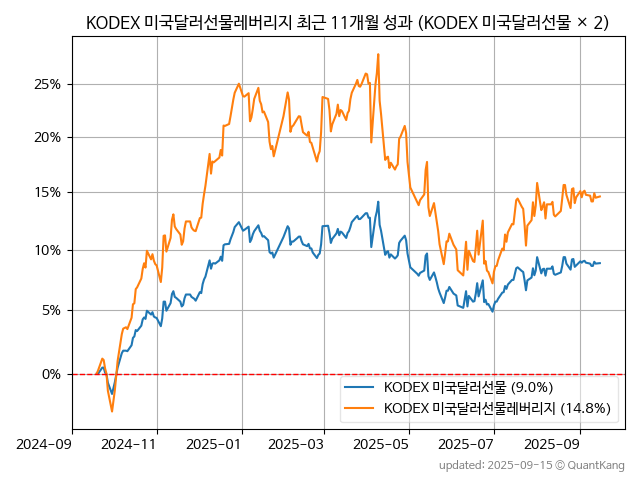 KODEX 미국달러선물레버리지 최근 11개월 성과 (KODEX 미국달러선물 × 2)
25%
20%
15%
10%
5%
0%
KODEX 미국달러선물 (9.0%)
KODEX 미국달러선물레버리지 (14.8%)
2024-09 2024-11 2025-01 2025-03 2025-05 2025-07 2025-09
updated: 2025-09-15 © QuantKang